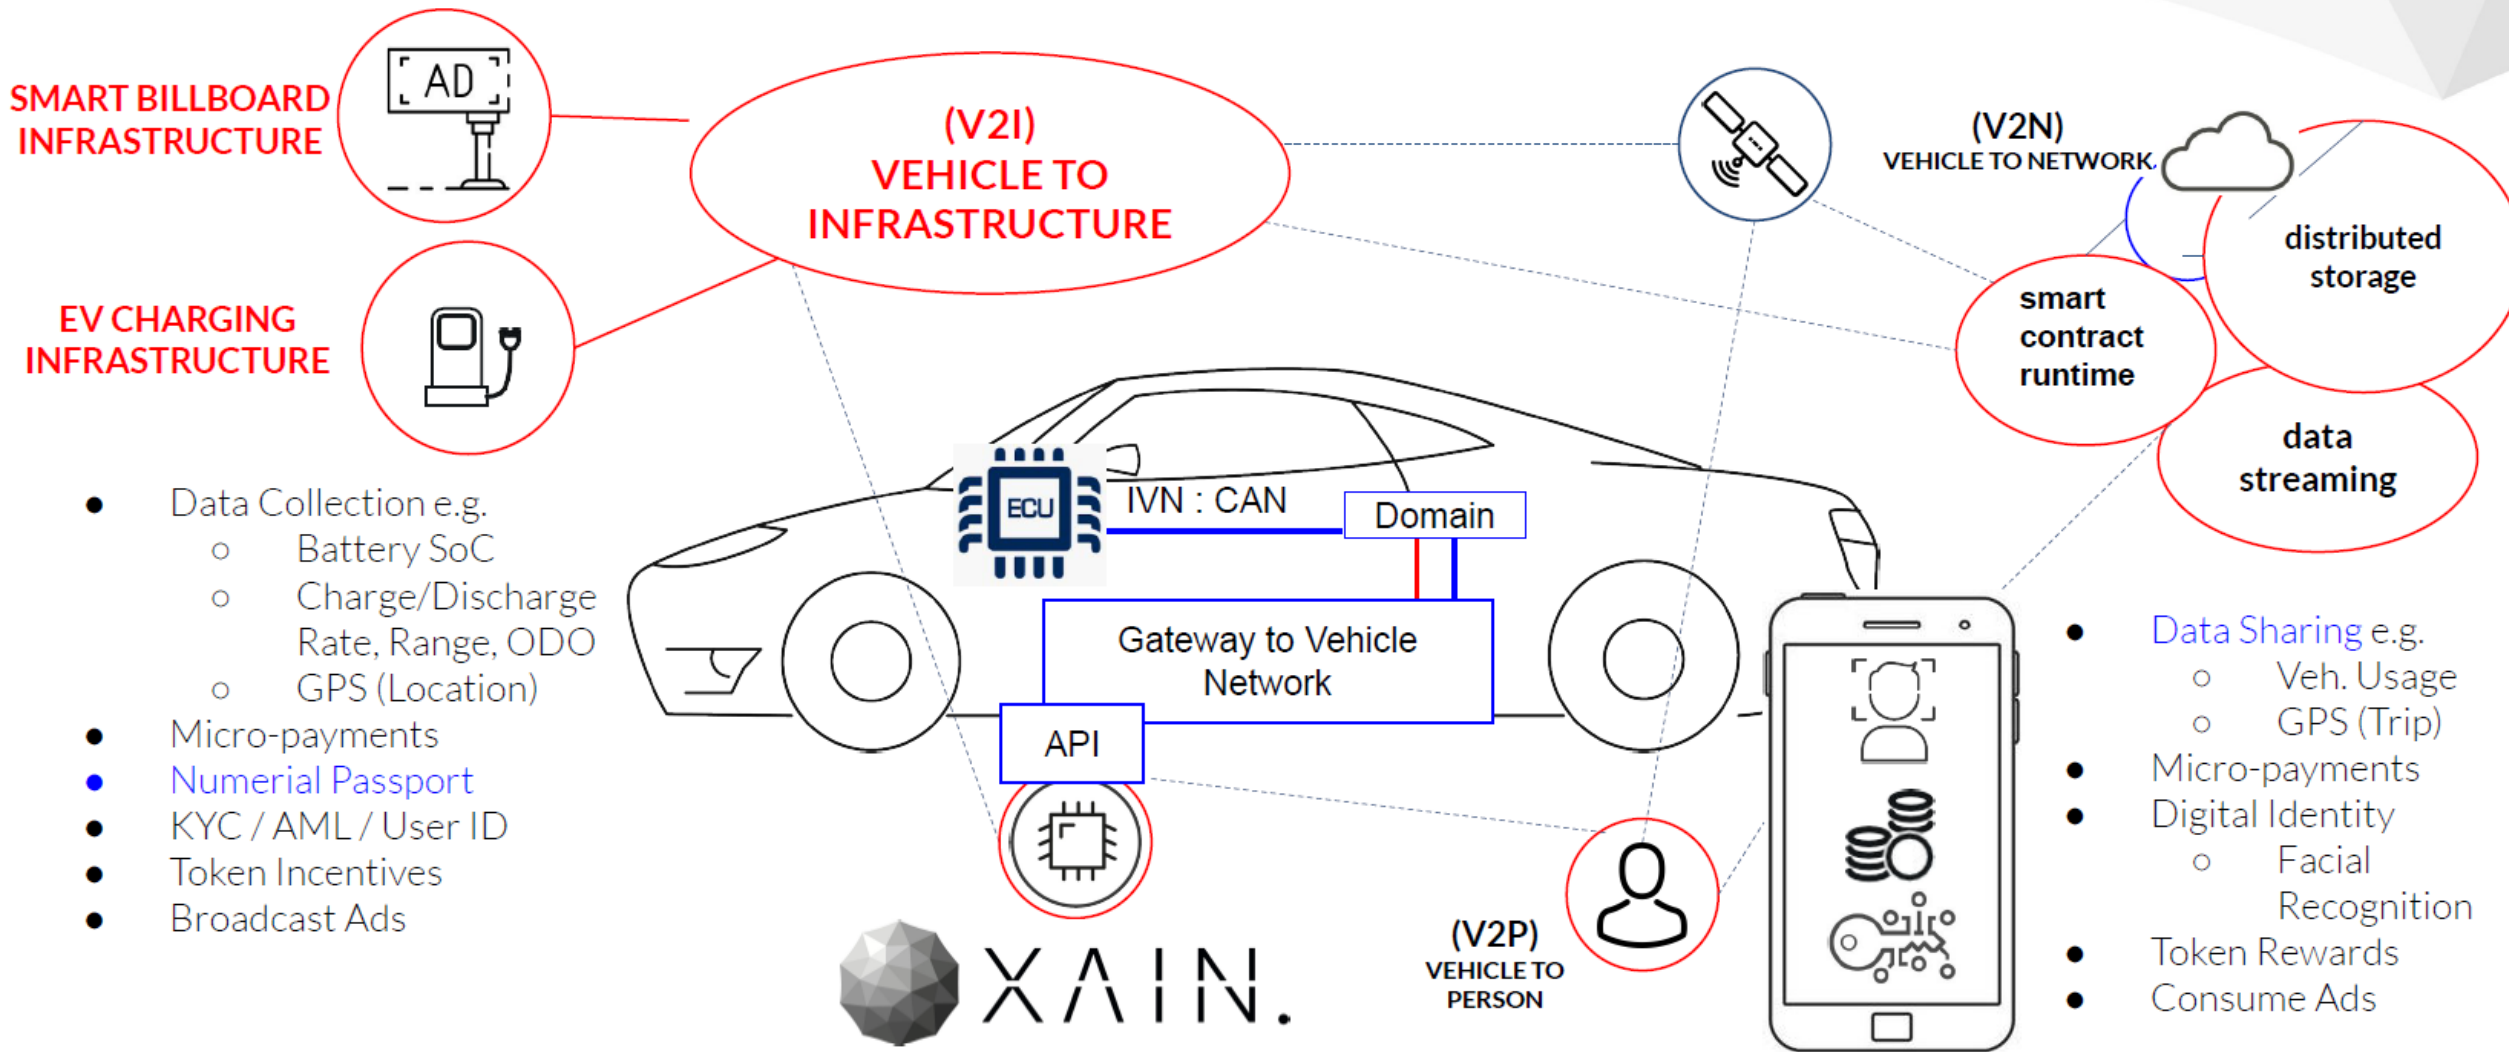 SMART BILLBOARD
INFRASTRUCTURE
AD
(V2I)
VEHICLE TO
INFRASTRUCTURE
(V2N)
VEHICLE TO NETWORK
distributed
storage
smart
contract
runtime
data
streaming
EV CHARGING
INFRASTRUCTURE
ECU
IVN : CAN
Domain
Gateway to Vehicle
Network
API
● Data Collection e.g.
○ Battery SoC
○ Charge/Discharge
Rate, Range, ODO
○ GPS (Location)
● Micro-payments
● Numerial Passport
● KYC / AML / User ID
● Token Incentives
● Broadcast Ads
XAIN.
(V2P)
VEHICLE TO
PERSON
● Data Sharing e.g.
○ Veh. Usage
○ GPS (Trip)
● Micro-payments
● Digital Identity
○ Facial
Recognition
● Token Rewards
● Consume Ads